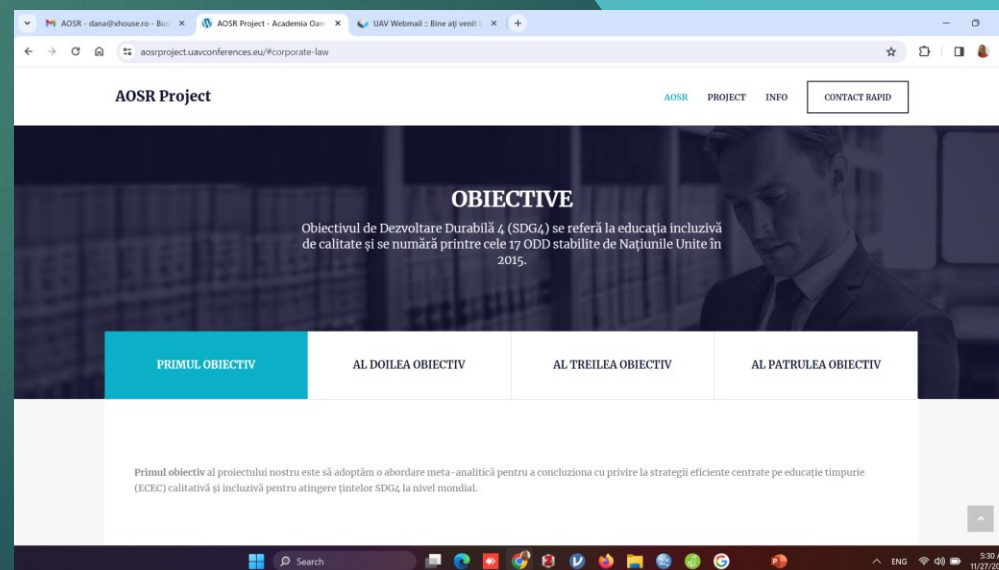 AOSR - dana@xhouse.ro - Bus
AOSR Project - Academia Oam
UAV Webmail :: Bine ați venit
aosrproject.uavconferences.eu/#corporate-law
AOSR Project
AOSR
PROJECT
INFO
CONTACT RAPID
OBIECTIVE
Obiectivul de Dezvoltare Durabilă 4 (SDG4) se referă la educația incluzivă
de calitate și se numără printre cele 17 ODD stabilite de Națiunile Unite în
2015.
PRIMUL OBIECTIV
AL DOILEA OBIECTIV
AL TREILEA OBIECTIV
AL PATRULEA OBIECTIV
Primul obiectiv al proiectului nostru este să adoptăm o abordare meta-analitică pentru a concluziona cu privire la strategii eficiente centrate pe educație timpurie
(ECEC) calitativă și incluzivă pentru atingere țintelor SDG4 la nivel mondial.
Search
ENG
5:30
11/27/20